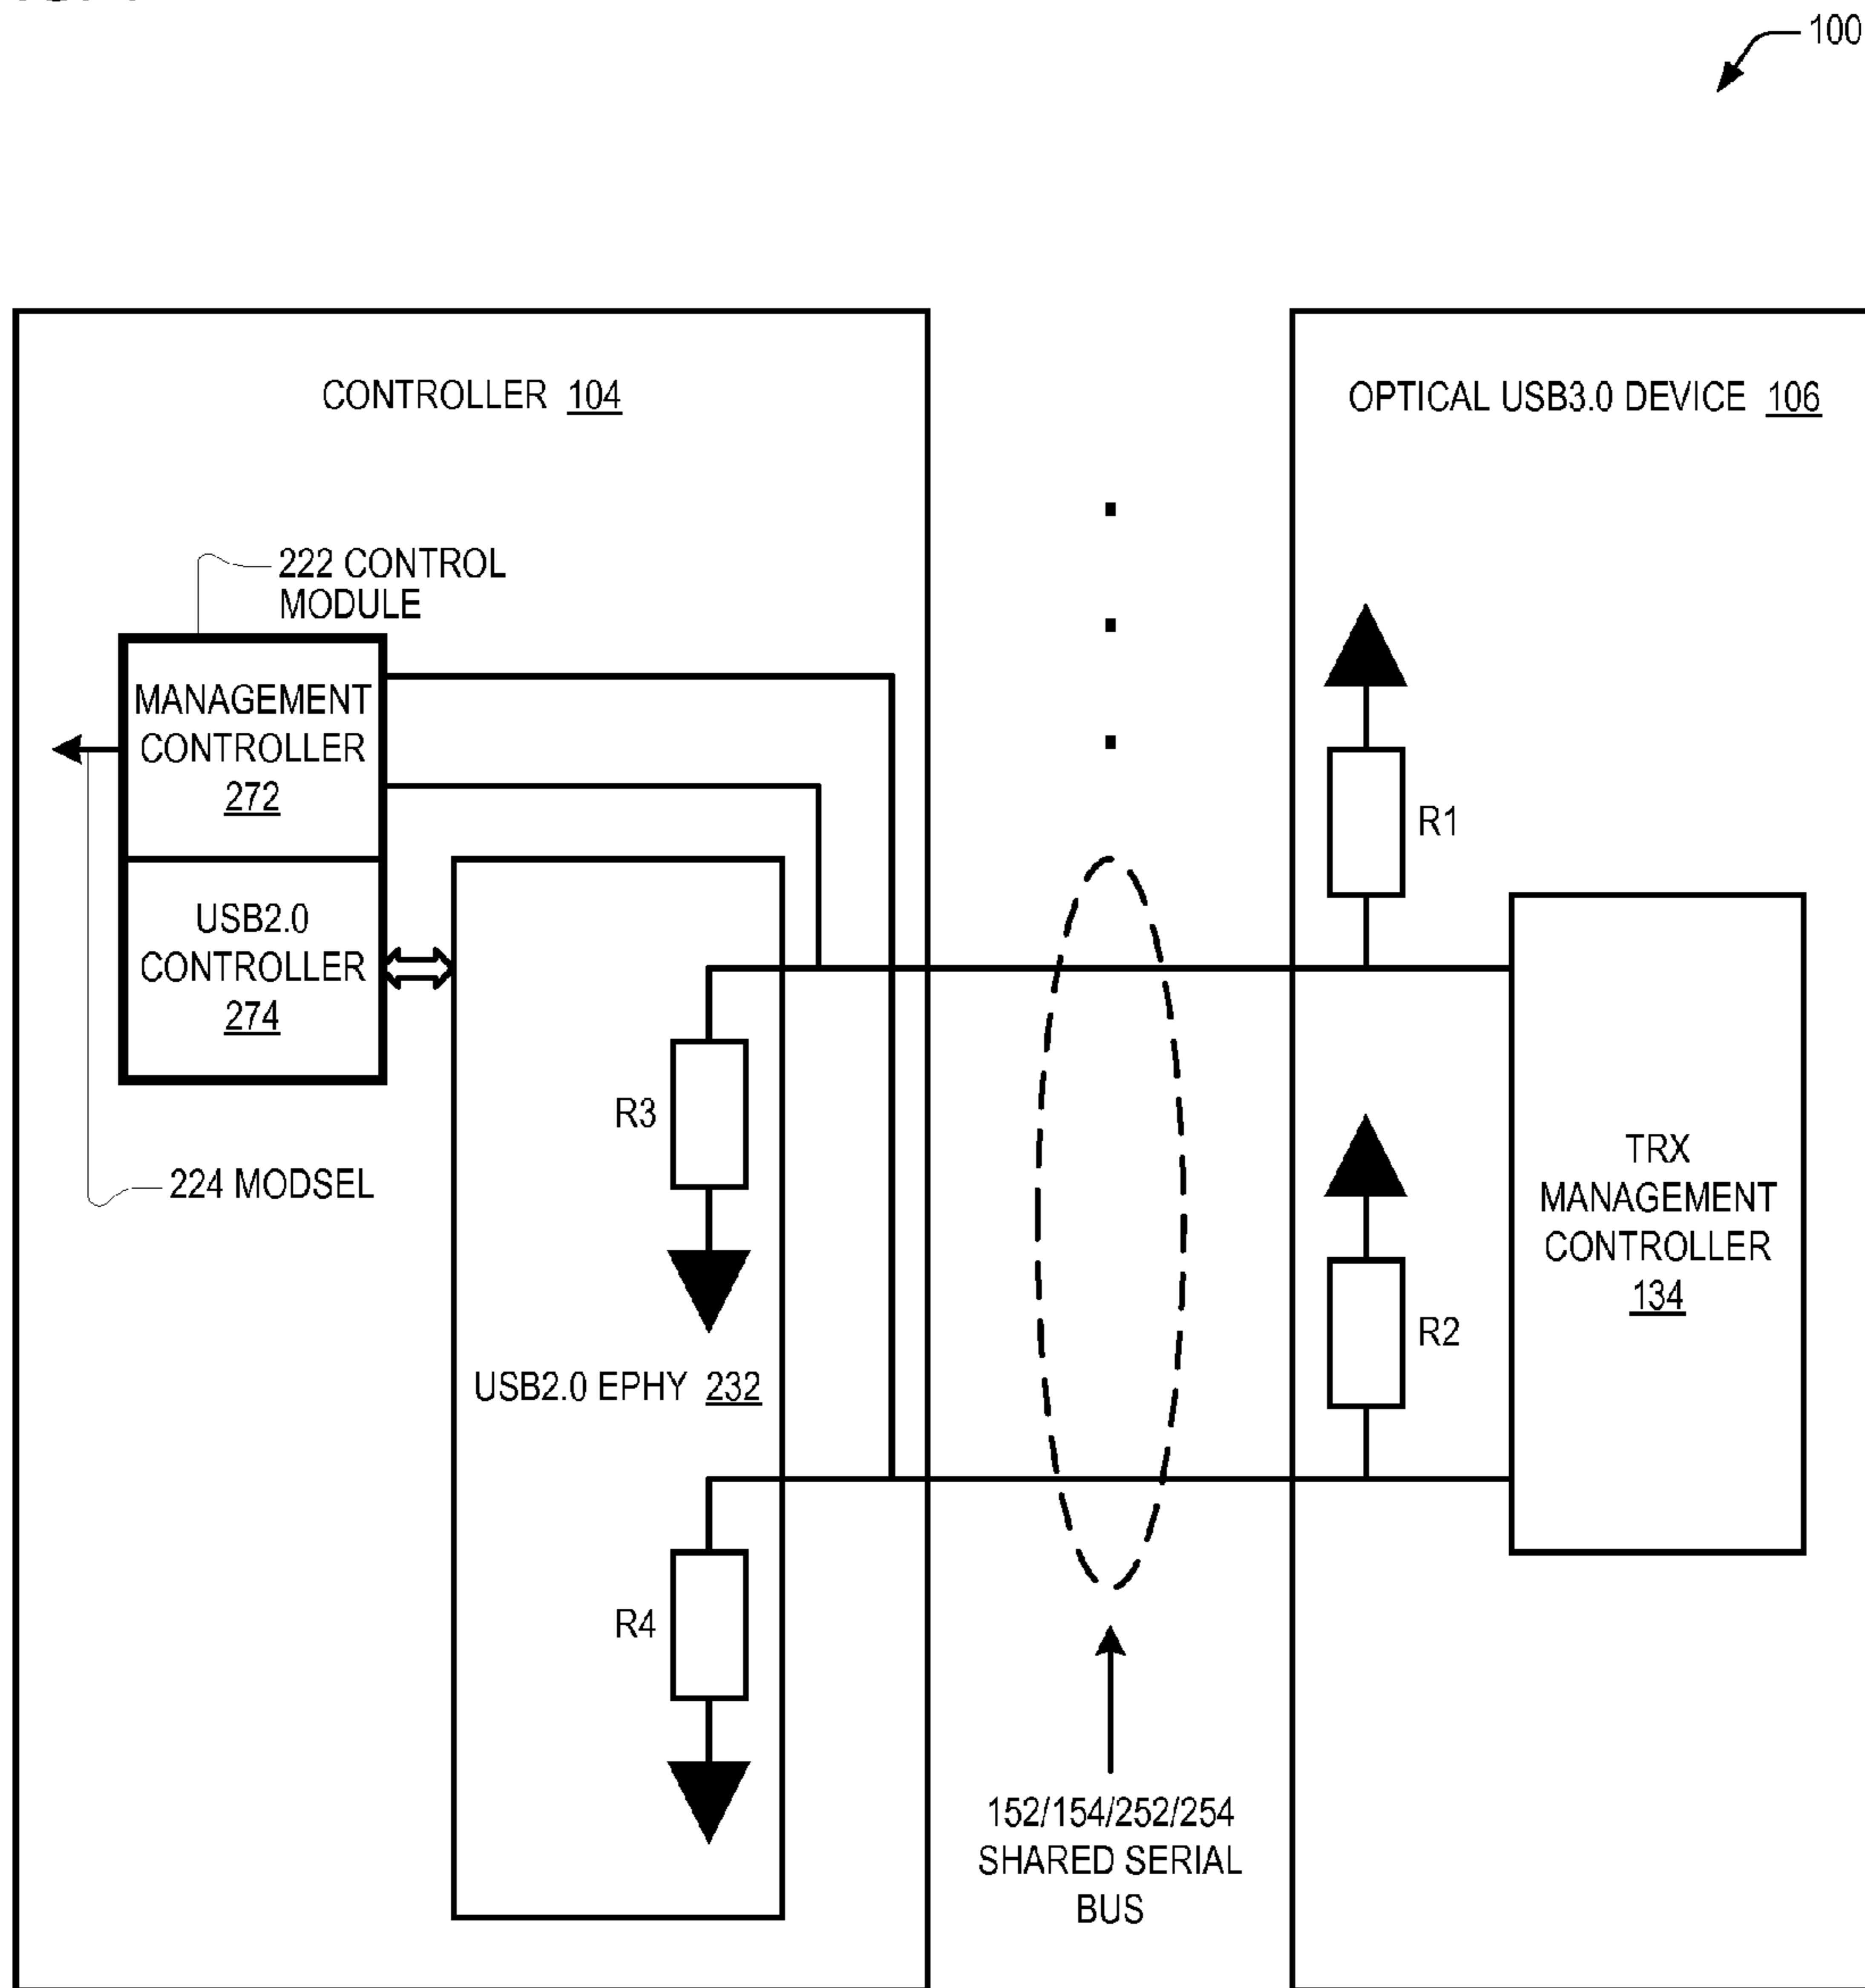 100
CONTROLLER 104
OPTICAL USB3.0 DEVICE 106
222 CONTROL
MODULE
MANAGEMENT
CONTROLLER
272
R1
USB2.0
CONTROLLER
274
R3
224 MODSEL
TRX
MANAGEMENT
CONTROLLER
134
R2
USB2.0 EPHY 232
R4
152/154/252/254
SHARED SERIAL
BUS